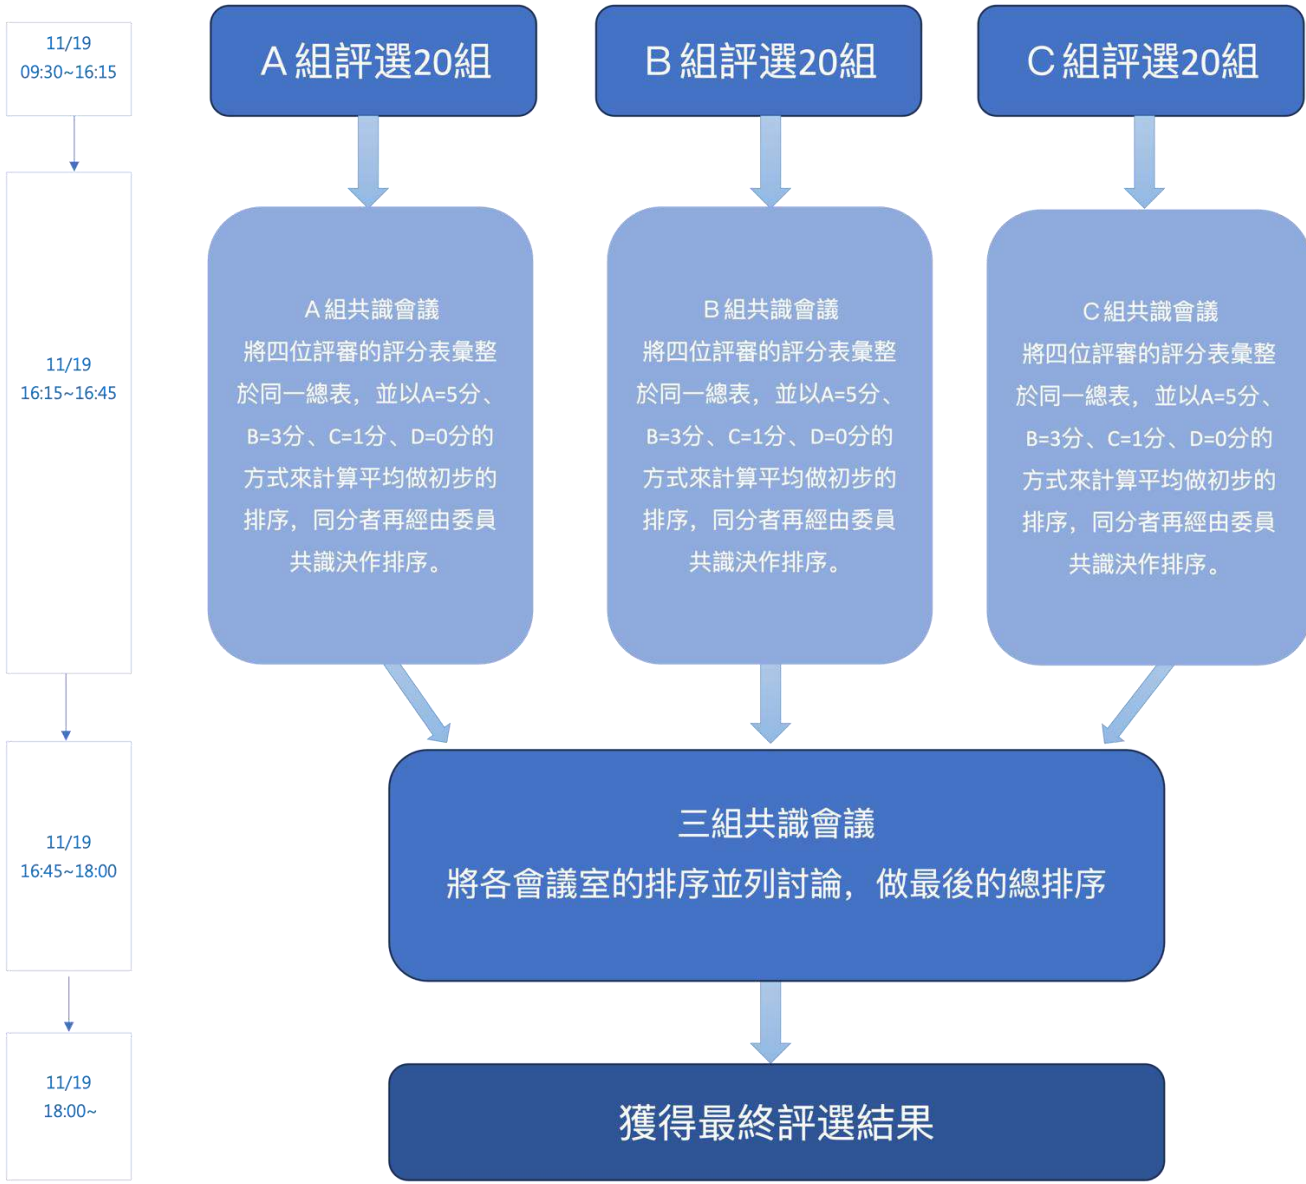 11/19
09:30~16:15
A組評選20組
B組評選20組
C組評選20組
11/19
16:15~16:45
A組共識會議
將四位評審的評分表彙整
於同一總表，並以A=5分、
B=3分、C=1分、D=0分的
方式來計算平均做初步的
排序，同分者再經由委員
共識決作排序。
B組共識會議
將四位評審的評分表彙整
於同一總表，並以A=5分、
B=3分、C=1分、D=0分的
方式來計算平均做初步的
排序，同分者再經由委員
共識決作排序。
C組共識會議
將四位評審的評分表彙整
於同一總表，並以A=5分、
B=3分、C=1分、D=0分的
方式來計算平均做初步的
排序，同分者再經由委員
共識決作排序。
11/19
16:45~18:00
三組共識會議
將各會議室的排序並列討論，做最後的總排序
11/19
18:00~
獲得最終評選結果